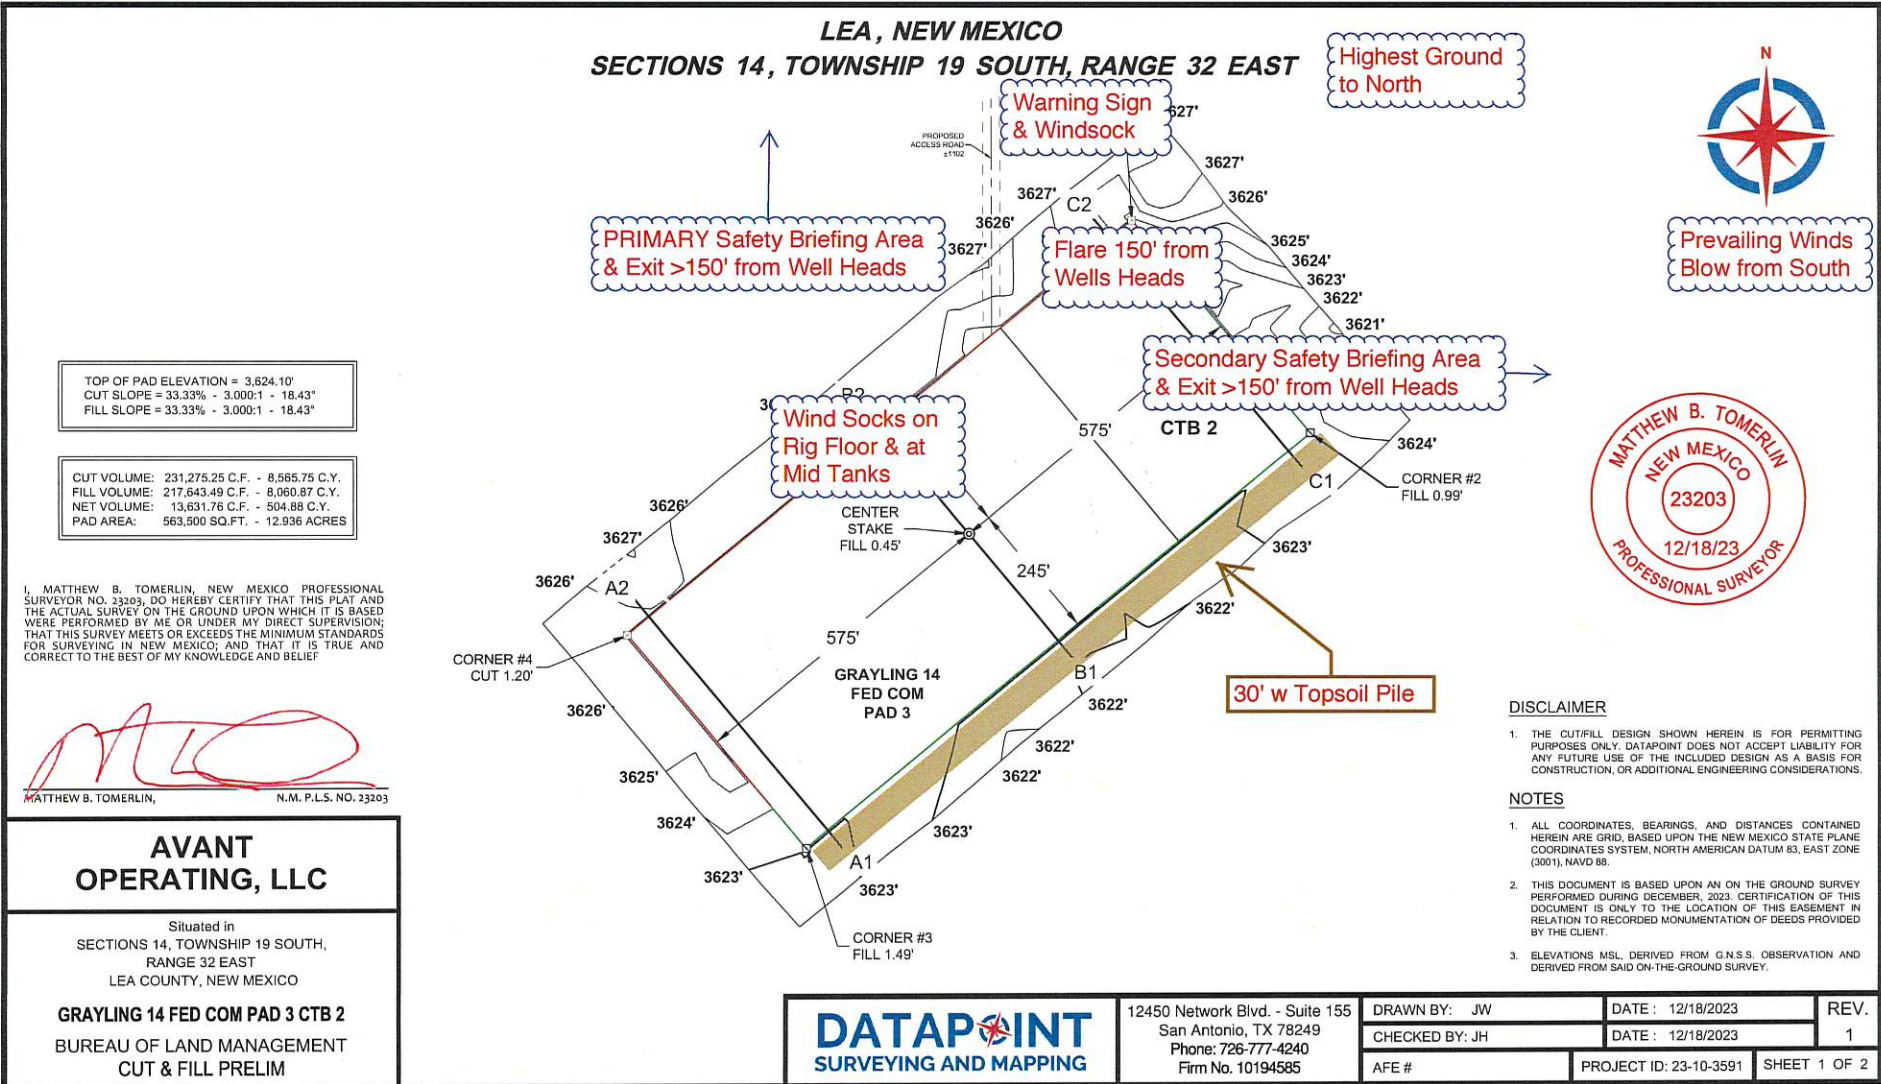 LEA, NEW MEXICO
SECTIONS 14, TOWNSHIP 19 SOUTH, RANGE 32 EAST
Highest Ground
to North
N
Warning Sign
& Windsock
627'
PROPOSED
ACCESS ROAD
±1102
3627'
3627'
3626'
C2
3626'
PRIMARY Safety Briefing Area
& Exit >150' from Well Heads
3627'
Flare 150' from
Wells Heads
3625'
3624'
3623'
3622'
3621'
Prevailing Winds
Blow from South
Secondary Safety Briefing Area
& Exit >150' from Well Heads
TOP OF PAD ELEVATION = 3,624.10'
CUT SLOPE = 33.33% - 3.000:1 - 18.43°
FILL SLOPE = 33.33% - 3.000:1 - 18.43°
Wind Socks on
Rig Floor & at
Mid Tanks
575'
CTB 2
3624'
MATTHEW B. TOMERLIN
NEW MEXICO
23203
12/18/23
PROFESSIONAL SURVEYOR
CUT VOLUME: 231,275.25 C.F. - 8,565.75 C.Y.
FILL VOLUME: 217,643.49 C.F. - 8,060.87 C.Y.
NET VOLUME: 13,631.76 C.F. - 504.88 C.Y.
PAD AREA: 563,500 SQ.FT. - 12.936 ACRES
C1
CORNER #2
FILL 0.99'
3626'
CENTER
STAKE
FILL 0.45'
3627'
3623'
245'
3626'
A2
3622'
I, MATTHEW B. TOMERLIN, NEW MEXICO PROFESSIONAL
SURVEYOR NO. 23203, DO HEREBY CERTIFY THAT THIS PLAT AND
THE ACTUAL SURVEY ON THE GROUND UPON WHICH IT IS BASED
WERE PERFORMED BY ME OR UNDER MY DIRECT SUPERVISION;
THAT THIS SURVEY MEETS OR EXCEEDS THE MINIMUM STANDARDS
FOR SURVEYING IN NEW MEXICO; AND THAT IT IS TRUE AND
CORRECT TO THE BEST OF MY KNOWLEDGE AND BELIEF
575'
CORNER #4
CUT 1.20'
GRAYLING 14
FED COM
PAD 3
B1
30' w Topsoil Pile
3626'
3622'
3622'
3622'
3625'
MATTHEW B. TOMERLIN, N.M. P.L.S. NO. 23203
3624'
3623'
A1
3623'
3623'
CORNER #3
FILL 1.49'
DISCLAIMER
1. THE CUT/FILL DESIGN SHOWN HEREIN IS FOR PERMITTING
PURPOSES ONLY. DATAPOINT DOES NOT ACCEPT LIABILITY FOR
ANY FUTURE USE OF THE INCLUDED DESIGN AS A BASIS FOR
CONSTRUCTION, OR ADDITIONAL ENGINEERING CONSIDERATIONS.
NOTES
1. ALL COORDINATES, BEARINGS, AND DISTANCES CONTAINED
HEREIN ARE GRID, BASED UPON THE NEW MEXICO STATE PLANE
COORDINATES SYSTEM, NORTH AMERICAN DATUM 83, EAST ZONE
(3001), NAVD 88.
2. THIS DOCUMENT IS BASED UPON AN ON THE GROUND SURVEY
PERFORMED DURING DECEMBER, 2023. CERTIFICATION OF THIS
DOCUMENT IS ONLY TO THE LOCATION OF THIS EASEMENT IN
RELATION TO RECORDED MONUMENTATION OF DEEDS PROVIDED
BY THE CLIENT.
3. ELEVATIONS MSL, DERIVED FROM G.N.S.S. OBSERVATION AND
DERIVED FROM SAID ON-THE-GROUND SURVEY.
AVANT
OPERATING, LLC
Situated in
SECTIONS 14, TOWNSHIP 19 SOUTH,
RANGE 32 EAST
LEA COUNTY, NEW MEXICO
GRAYLING 14 FED COM PAD 3 CTB 2
BUREAU OF LAND MANAGEMENT
CUT & FILL PRELIM
DATAPOINT
SURVEYING AND MAPPING
12450 Network Blvd. - Suite 155
San Antonio, TX 78249
Phone: 726-777-4240
Firm No. 10194585
DRAWN BY: JW
DATE : 12/18/2023
REV.
1
CHECKED BY: JH
DATE : 12/18/2023
AFE #
PROJECT ID: 23-10-3591
SHEET 1 OF 2